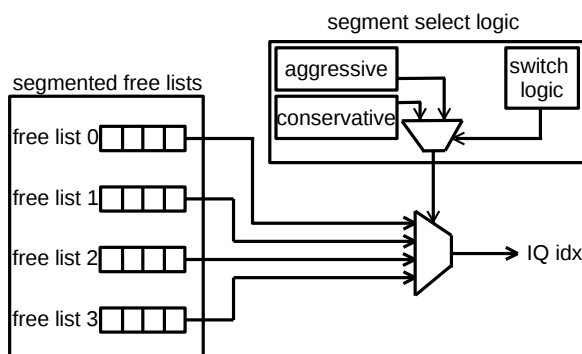 segment select logic
aggressive
switch
logic
conservative
segmented free lists
free list 0
free list 1
free list 2
free list 3
IQ idx